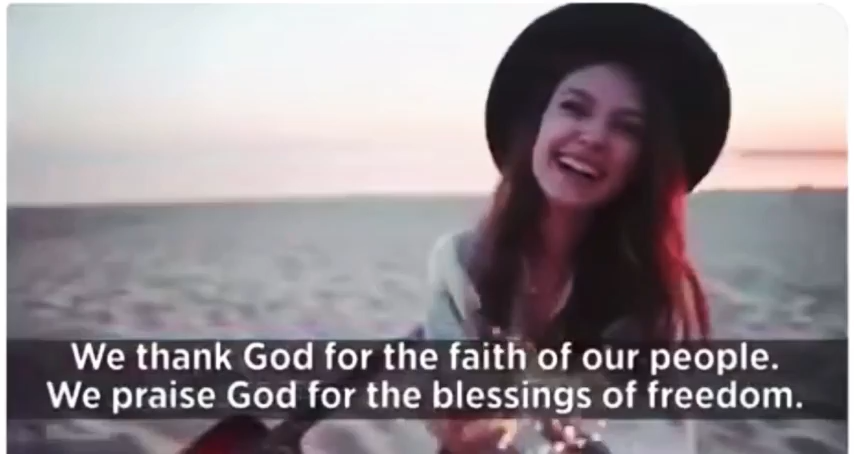 We thank God for the faith of our people.
We praise God for the blessings of freedom.